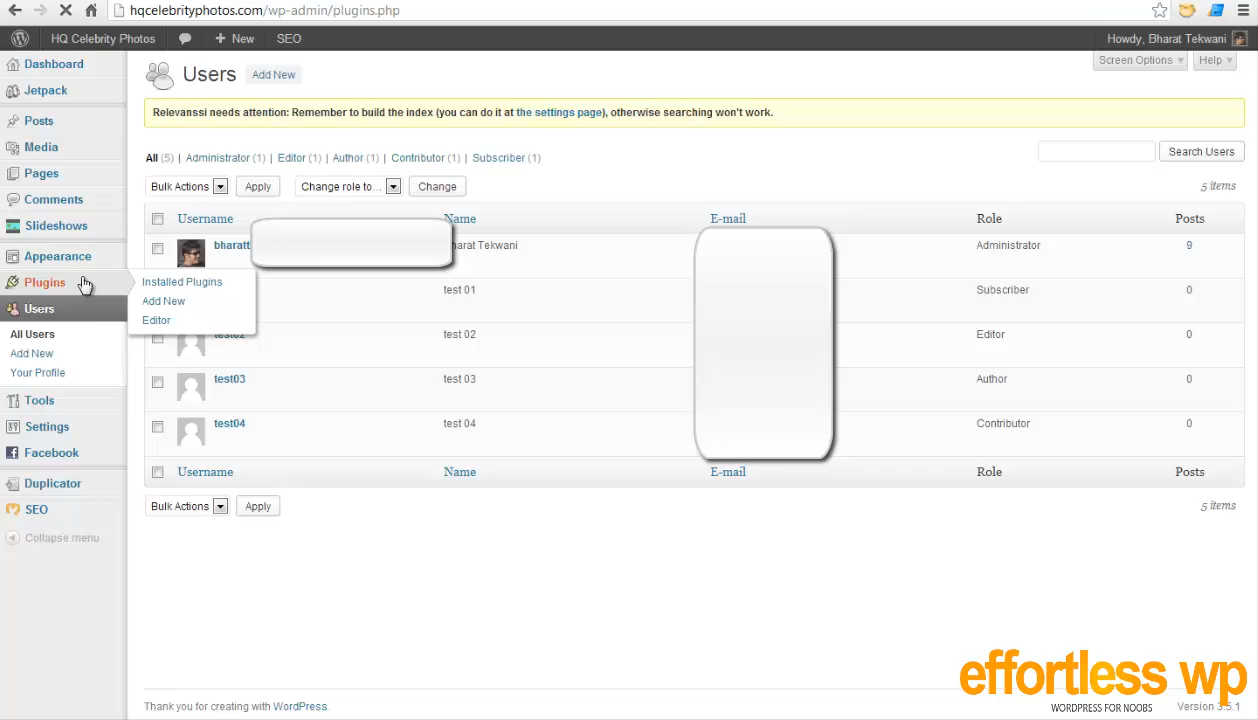 hqcelebrityphotos.com/wp-admin/plugins.php
HQ Celebrity Photos
New
SEO
Howdy, Bharat Tekwani
Dashboard
Jetpack
Posts
Media
Pages
Comments
Slideshows
Appearance
Plugins
Users
All Users
Add New
Your Profile
Tools
Settings
Facebook
Duplicator
SEO
Collapse menu
Installed Plugins
Add New
Editor
Users Add New
Screen Options Help
Relevanssi needs attention: Remember to build the index (you can do it at the settings page), otherwise searching won't work.
All (5) | Administrator (1) | Editor (1) | Author (1) | Contributor (1) | Subscriber (1)
Search Users
Bulk Actions Apply Change role to... Change 5 items
Username Name E-mail Role Posts
bharatt harat Tekwani Administrator 9
test 01 Subscriber 0
test02 test 02 Editor 0
test03 test 03 Author 0
test04 test 04 Contributor 0
Username Name E-mail Role Posts
Bulk Actions Apply 5 items
effortless wp
WORDPRESS FOR NOOBS
Thank you for creating with WordPress.
Version 3.5.1